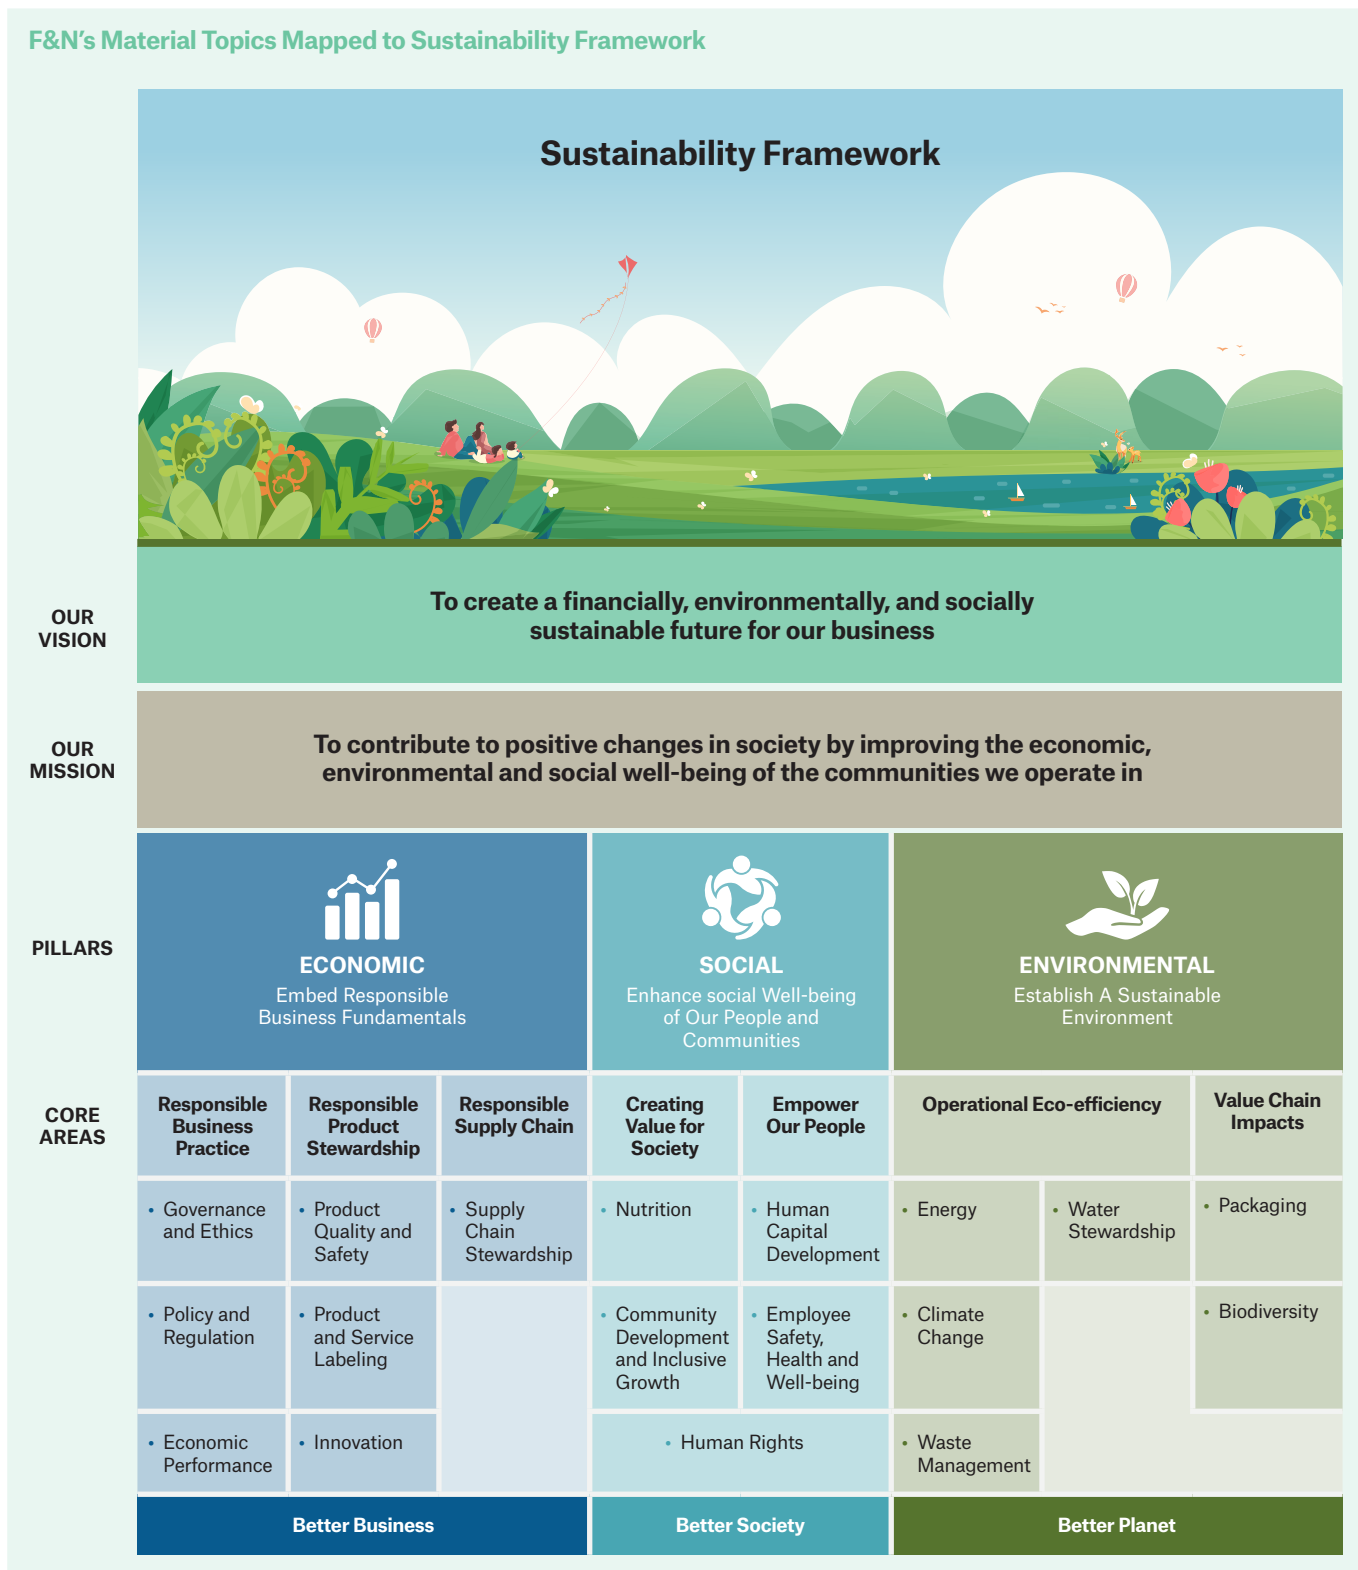 F&N's Material Topics Mapped to Sustainability Framework
Sustainability Framework
OUR
VISION
To create a financially, environmentally, and socially
sustainable future for our business
OUR
MISSION
To contribute to positive changes in society by improving the economic,
environmental and social well-being of the communities we operate in
PILLARS
ECONOMIC
Embed Responsible
Business Fundamentals
SOCIAL
Enhance social Well-being
of Our People and
Communities
ENVIRONMENTAL
Establish A Sustainable
Environment
CORE
AREAS
Responsible
Business
Practice
Responsible
Product
Stewardship
Responsible
Supply Chain
Creating
Value for
Society
Empower
Our People
Operational Eco-efficiency
Value Chain
Impacts
• Governance
and Ethics
• Product
Quality and
Safety
• Supply
Chain
Stewardship
• Nutrition
• Human
Capital
Development
• Energy
• Water
Stewardship
• Packaging
• Policy and
Regulation
• Product
and Service
Labeling
• Community
Development
and Inclusive
Growth
• Employee
Safety,
Health and
Well-being
• Climate
Change
• Biodiversity
• Economic
Performance
• Innovation
• Human Rights
• Waste
Management
Better Business
Better Society
Better Planet